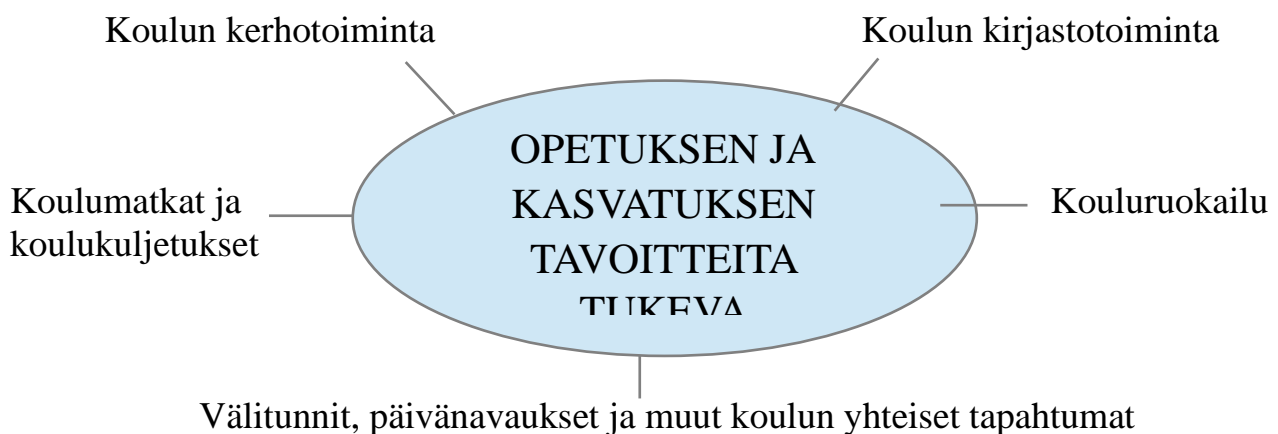 Koulun kerhotoiminta
Koulun kirjastotoiminta
OPETUKSEN JA
KASVATUKSEN
TAVOITTEITA
TUKEVA
Koulumatkat ja
koulukuljetukset
Kouluruokailu
Välitunnit, päivänavaukset ja muut koulun yhteiset tapahtumat